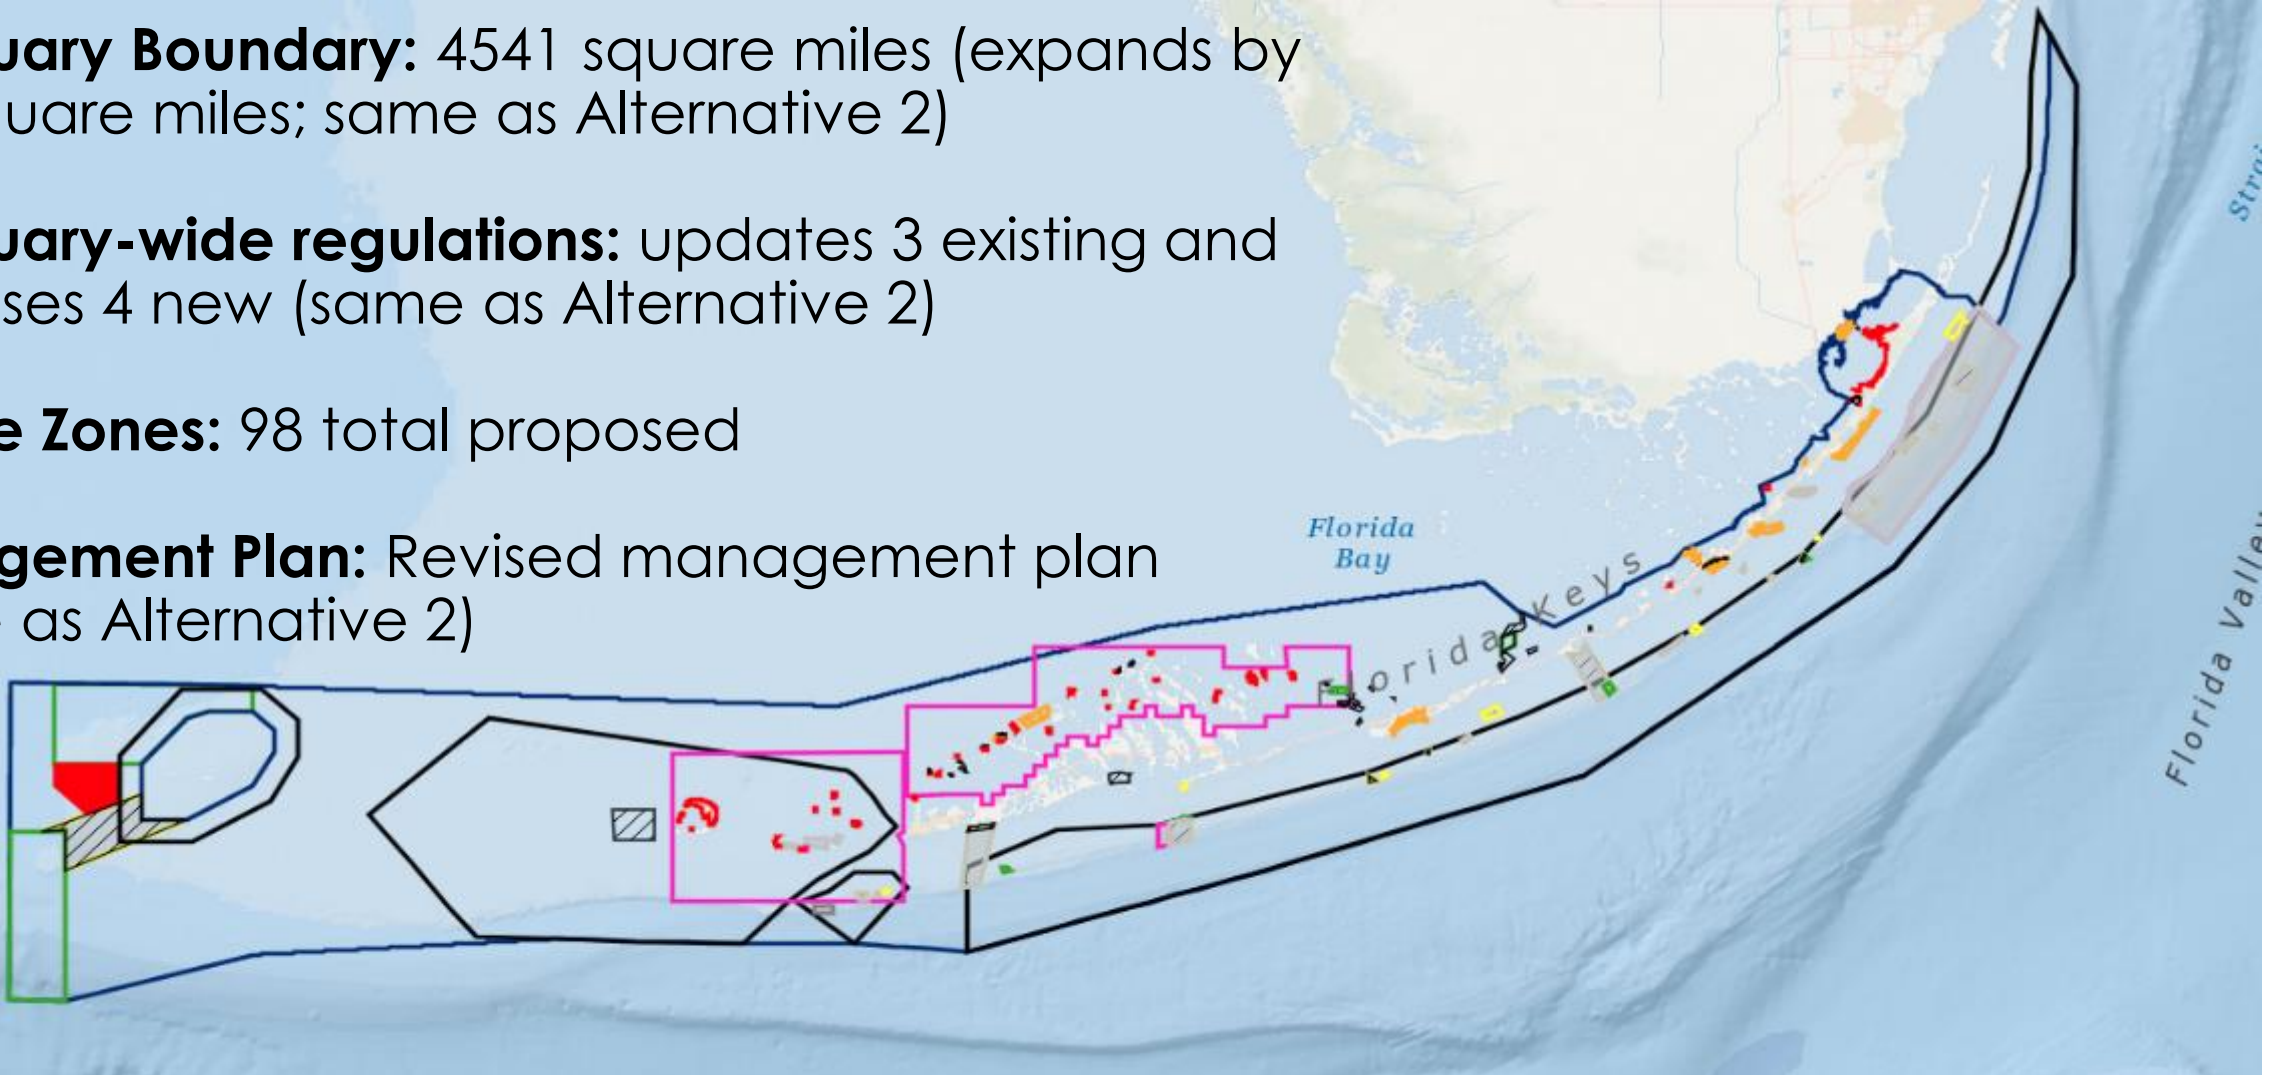 uary Boundary: 4541 square miles (expands by
uare miles; same as Alternative 2)
uary-wide regulations: updates 3 existing and
ses 4 new (same as Alternative 2)
e Zones: 98 total proposed
gement Plan: Revised management plan
as Alternative 2)
Florida
Bay
orida Keys
Florida Valley
Strai